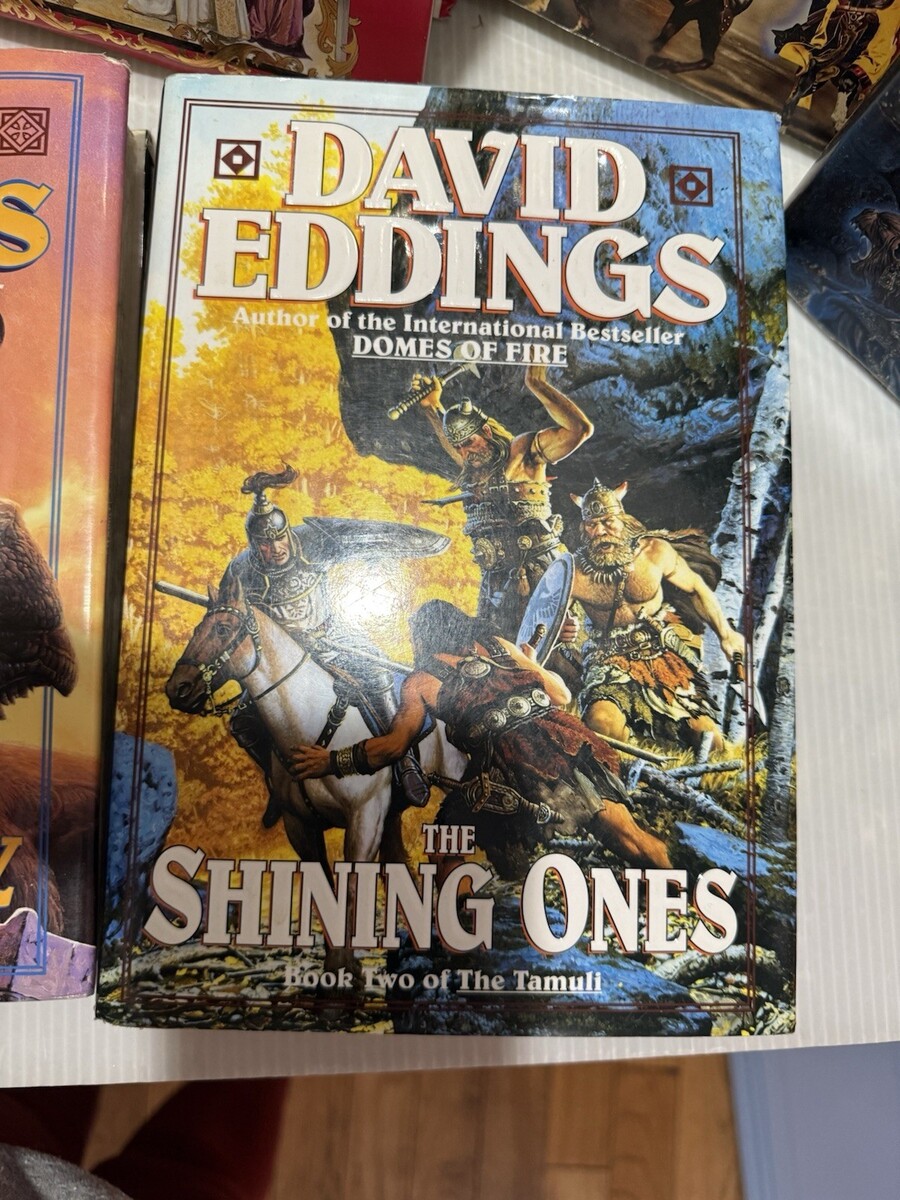 DAVID
EDDINGS
Author of the International Bestseller
DOMES OF FIRE
THE
SHINING ONES
Book Two of The Tamuli
S